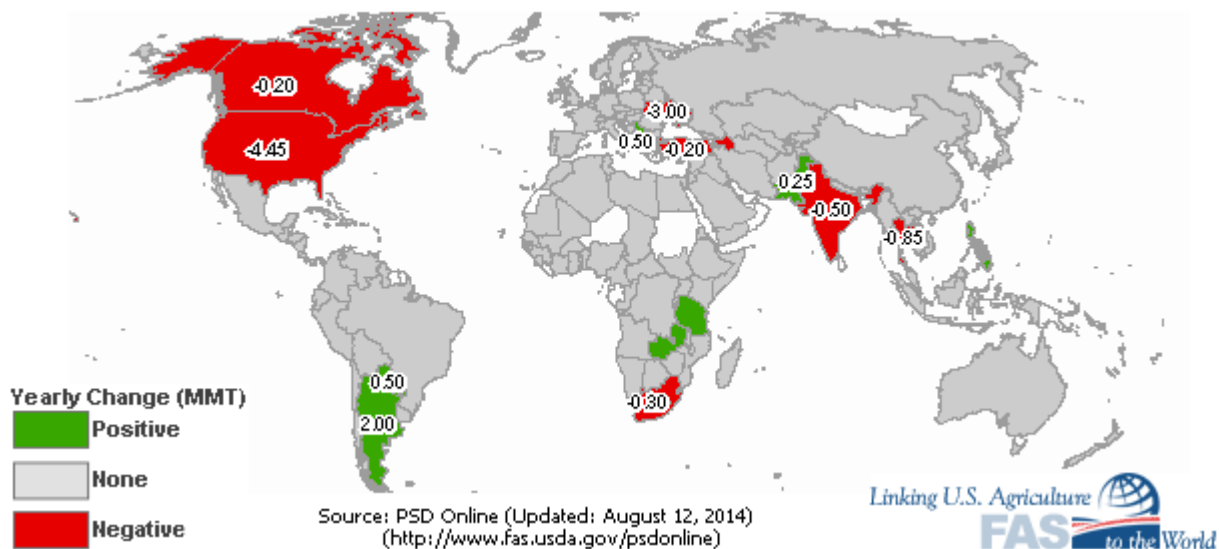 -0.20
-4.45
-3.00
0.50
-0.20
0.25
-0.50
-0.85
0.50
2.00
-0.30
Yearly Change (MMT)
Positive
None
Negative
Source: PSD Online (Updated: August 12, 2014)
(http://www.fas.usda.gov/psdonline)
Linking U.S. Agriculture
FAS
to the World